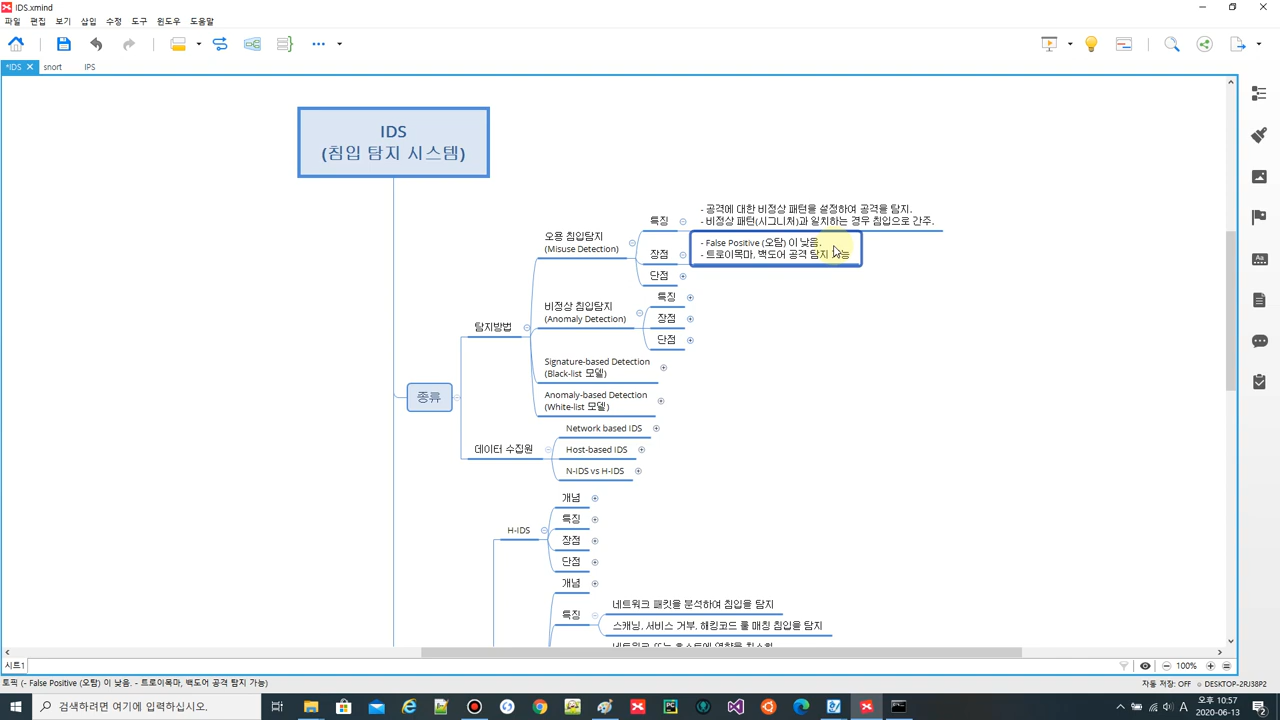 IDS.xmind
파일 편집 보기 삽입 수정 도구 윈도우 도움말
*IDS snort IPS
IDS
(침입 탐지 시스템)
- 공격에 대한 비정상 패턴을 설정하여 공격을 탐지.
- 비정상 패턴(시그니처)과 일치하는 경우 침입으로 간주.
특징
오용 침입탐지
(Misuse Detection)
- False Positive (오탐) 이 낮음.
- 트로이목마, 백도어 공격 탐지 가능
장점
단점
비정상 침입탐지
(Anomaly Detection)
특징
장점
단점
탐지방법
Signature-based Detection
(Black-list 모델)
Anomaly-based Detection
(White-list 모델)
종류
Network based IDS
데이터 수집원
Host-based IDS
N-IDS vs H-IDS
개념
특징
H-IDS
장점
단점
개념
네트워크 패킷을 분석하여 침입을 탐지
특징
스캐닝, 서비스 거부, 해킹코드 룰 매칭 침입을 탐지
시트1
100%
토픽 (- False Positive (오탐) 이 낮음. - 트로이목마, 백도어 공격 탐지 가능)
자동 저장: OFF DESKTOP-2RJ38P2
검색하려면 여기에 입력하십시오.
A
오후 10:57
2020-06-13
2